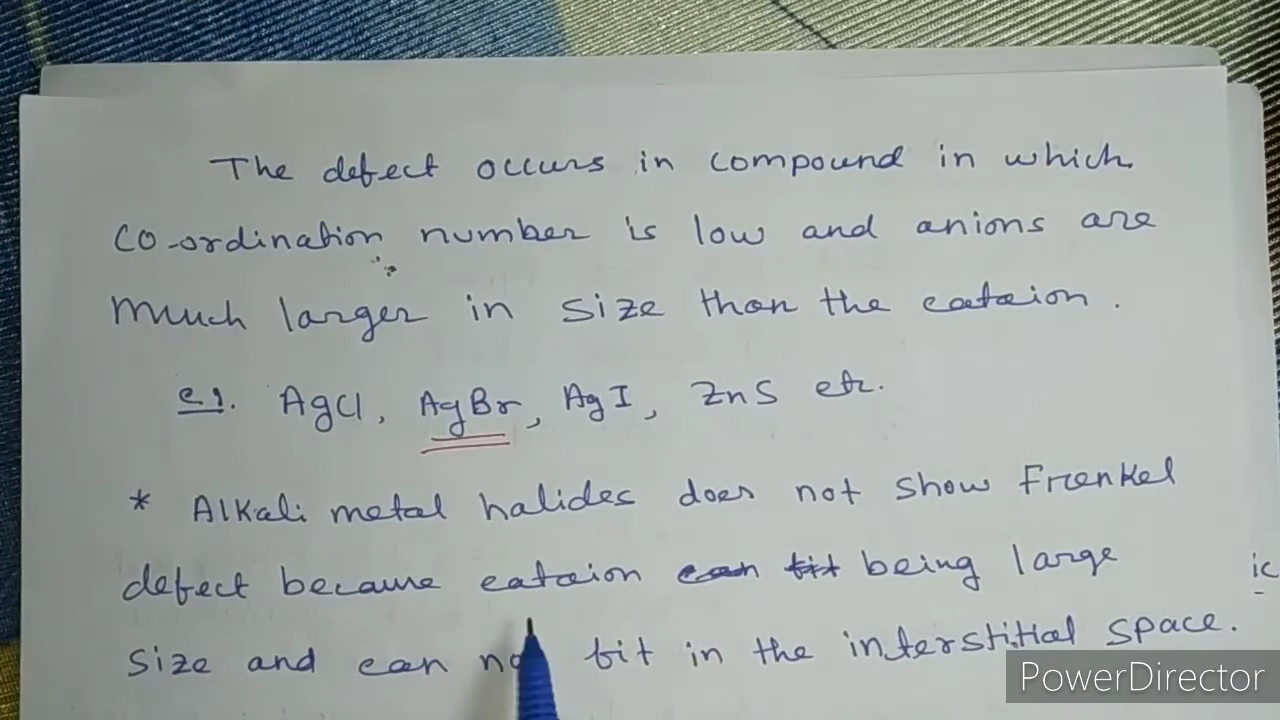 The defect occurs in compound in which
co-ordination number is low and anions are
much larger in size than the cataion.
eg. AgCl, AgBr, AgI, ZnS etc.
* Alkali metal halides does not show Frenkel
defect because cataion can fit being large
ic
size and can no fit in the interstitial space.
PowerDirector